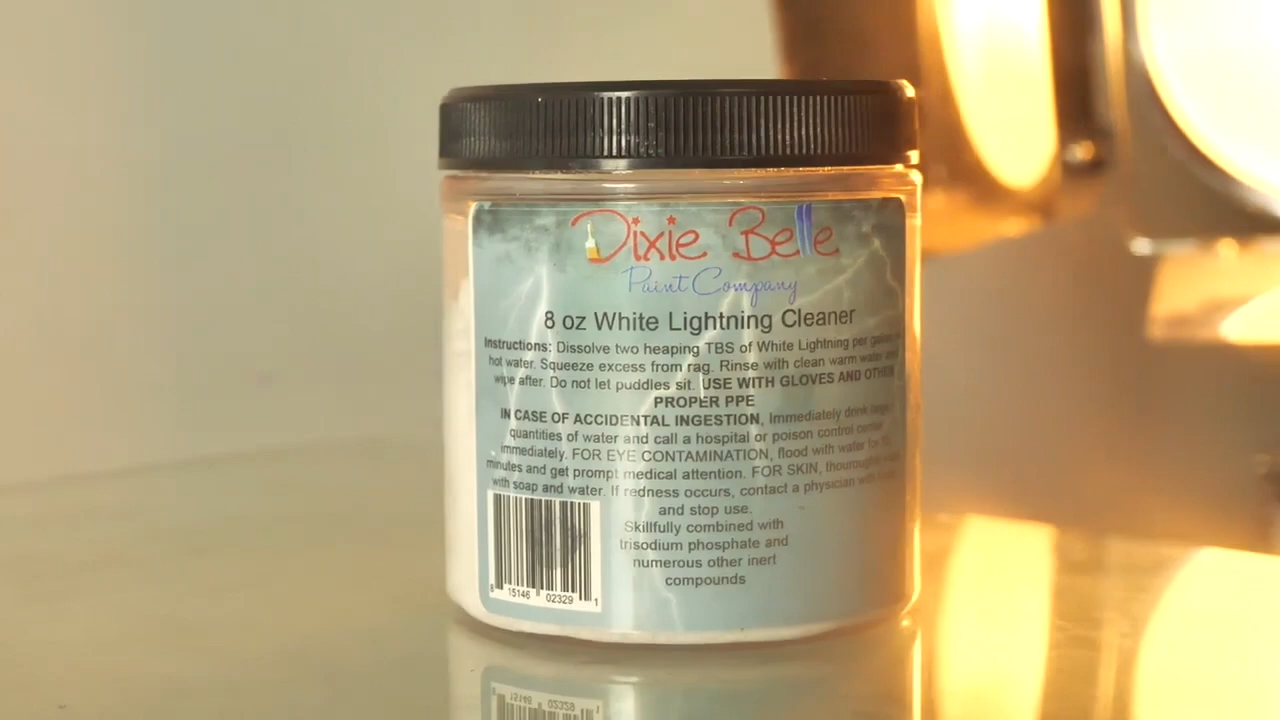 Dixie Belle
Paint Company
8 oz White Lightning Cleaner
Instructions: Dissolve two heaping TBS of White Lightning per
hot water. Squeeze excess from rag. Rinse with clean warm water
wipe after. Do not let puddles sit. USE WITH GLOVES AND OTHER
PROPER PPE
IN CASE OF ACCIDENTAL INGESTION, Immediately drink large
quantities of water and call a hospital or poison control center
immediately. FOR EYE CONTAMINATION, flood with water for
minutes and get prompt medical attention. FOR SKIN,
with soap and water. If redness occurs, contact a physician with
and stop use.
Skillfully combined with
trisodium phosphate and
numerous other inert
compounds
8 15146 02329 1